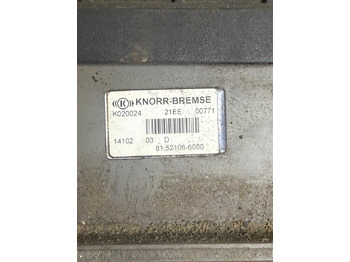 KNORR-BREMSE
K020024 21EE 00771
14102 03 D
81.52106-6050